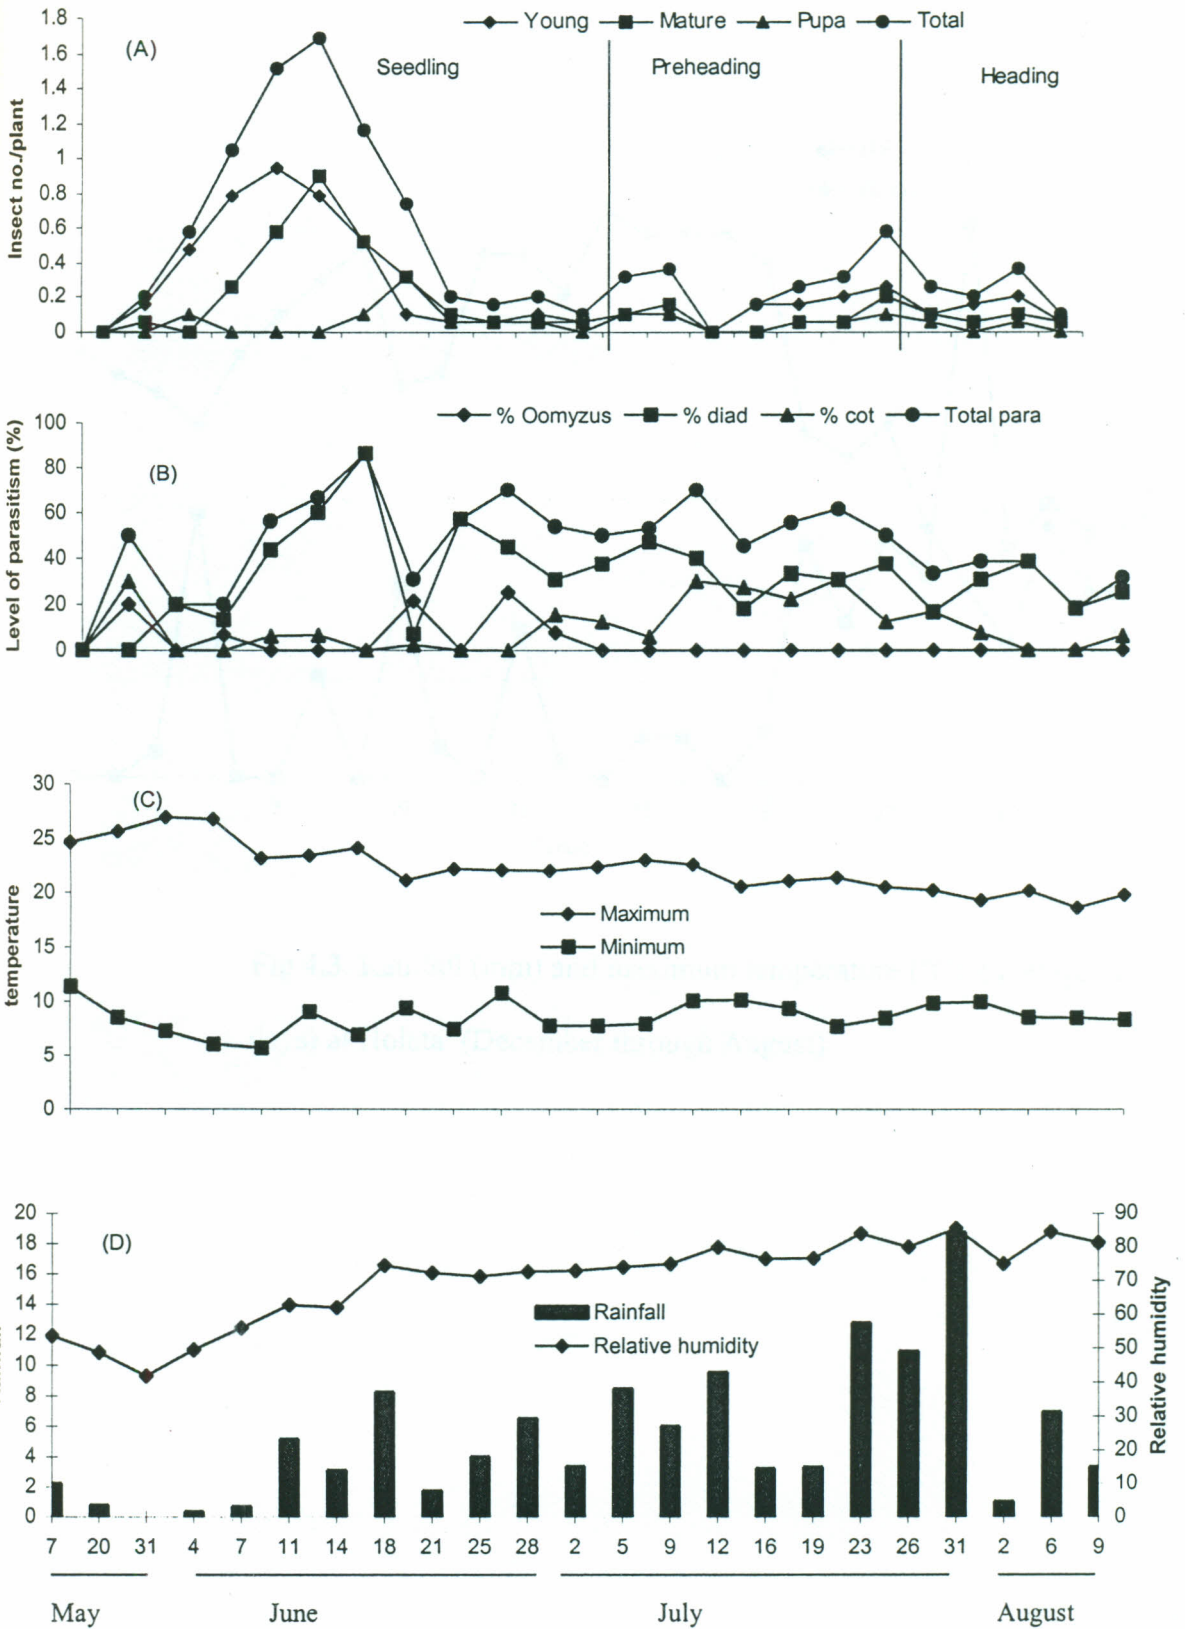 Young Mature Pupa Total
(A)
Seedling Preheading Heading
Insect no./plant
1.8
1.6
1.4
1.2
1
0.8
0.6
0.4
0.2
0
% Oomyzus % diad % cot Total para
(B)
Level of parasitism (%)
100
80
60
40
20
0
(C)
temperature
30
25
20
15
10
5
0
Maximum
Minimum
(D)
20
18
16
14
12
10
8
6
4
2
0
Rainfall
Relative humidity
90
80
70
60
50
40
30
20
10
0
Relative humidity
7 20 31 4 7 11 14 18 21 25 28 2 5 9 12 16 19 23 26 31 2 6 9
May June July August